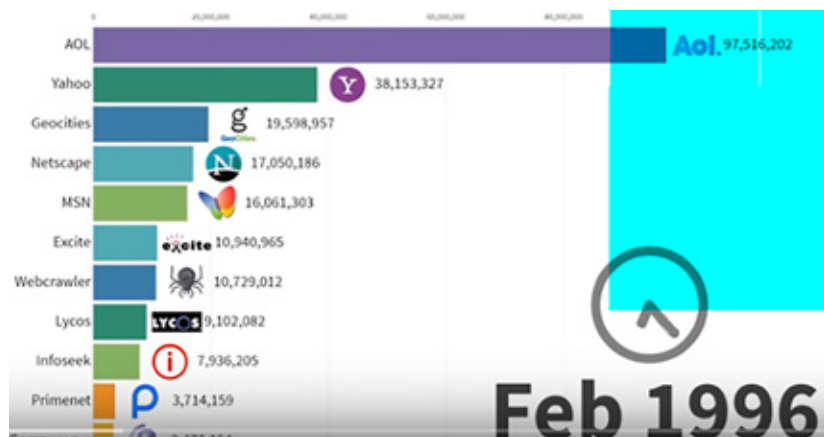 20,000,000 40,000,000 60,000,000 80,000,000
AOL Aol. 97,516,202
Yahoo Y 38,153,327
Geocities g GeoCities 19,598,957
Netscape N 17,050,186
MSN 16,061,303
Excite excite 10,940,965
Webcrawler 10,729,012
Lycos LYCOS 9,102,082
Infoseek i 7,936,205
Primenet P 3,714,159
Feb 1996